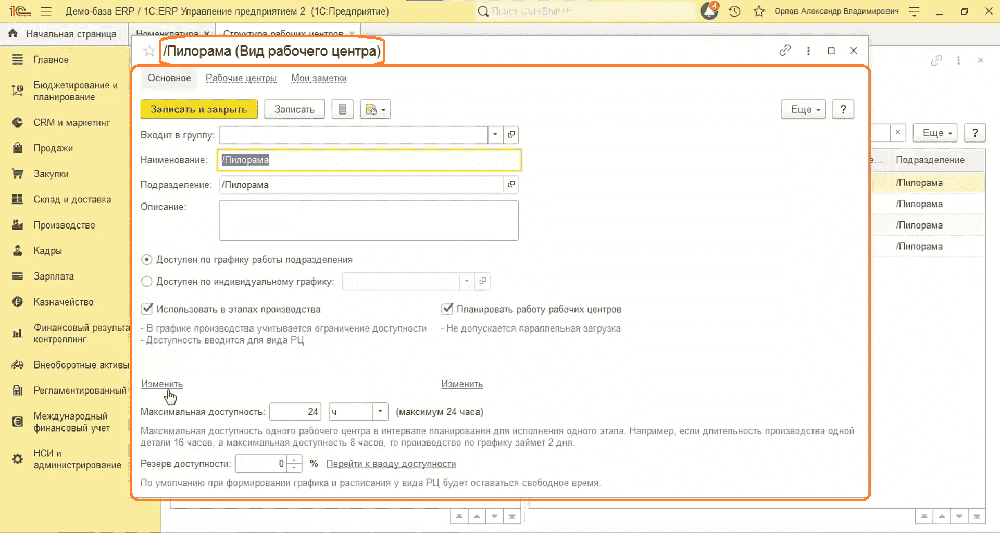 Демо-база ERP / 1С:ERP Управление предприятием 2 (1С:Предприятие)
Поиск Ctrl+Shift+F
4
Орлов Александр Владимирович
Начальная страница
Номенклатура ×
Структура рабочих центров ×
Главное
Бюджетирование и
планирование
CRM и маркетинг
Продажи
Закупки
Склад и доставка
Производство
Кадры
Зарплата
Казначейство
Финансовый результа
контроллинг
Внеоборотные активы
Регламентированный
Международный
финансовый учет
НСИ и
администрирование
/Пилорама (Вид рабочего центра)
Основное Рабочие центры Мои заметки
Записать и закрыть Записать Еще ?
Входит в группу:
Наименование: /Пилорама
Подразделение: /Пилорама
Описание:
Доступен по графику работы подразделения
Доступен по индивидуальному графику:
Использовать в этапах производства
- В графике производства учитывается ограничение доступности
- Доступность вводится для вида РЦ
Изменить
Планировать работу рабочих центров
- Не допускается параллельная загрузка
Изменить
Максимальная доступность: 24 ч (максимум 24 часа)
Максимальная доступность одного рабочего центра в интервале планирования для исполнения одного этапа. Например, если длительность производства одной
детали 16 часов, а максимальная доступность 8 часов, то производство по графику займет 2 дня.
Резерв доступности: 0 % Перейти к вводу доступности
По умолчанию при формировании графика и расписания у вида РЦ будет оставаться свободное время.
× Еще ?
е... Подразделение
/Пилорама
/Пилорама
/Пилорама
/Пилорама